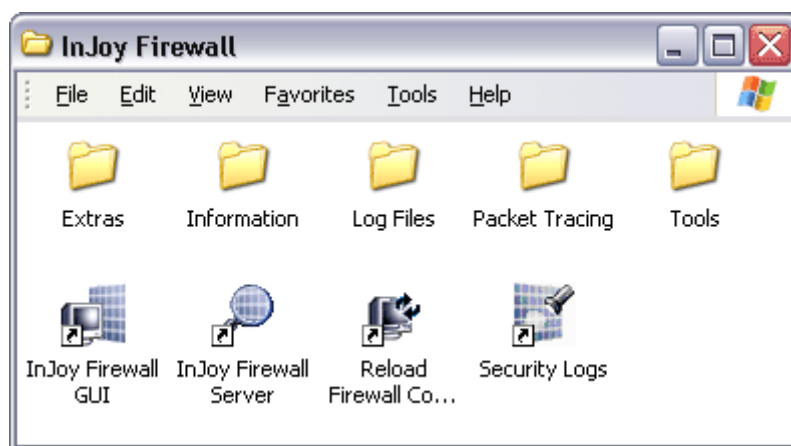 InJoy Firewall
File Edit View Favorites Tools Help
Extras Information Log Files Packet Tracing Tools
InJoy Firewall GUI
InJoy Firewall Server
Reload Firewall Co...
Security Logs